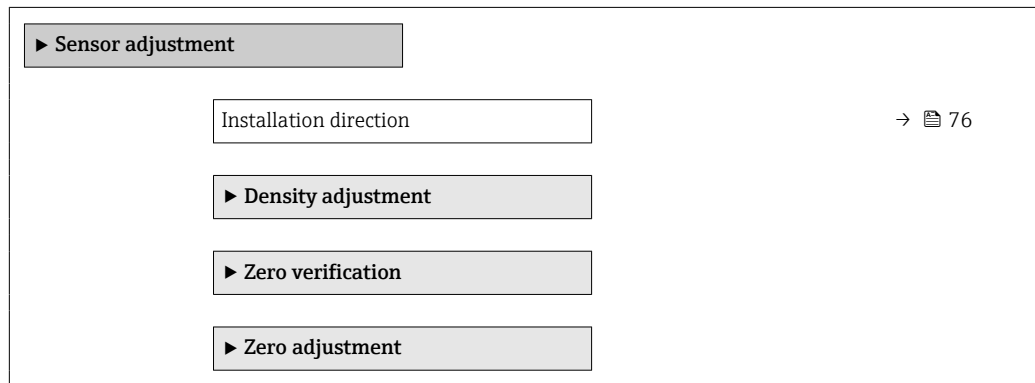 ▶ Sensor adjustment
Installation direction → 76
▶ Density adjustment
▶ Zero verification
▶ Zero adjustment